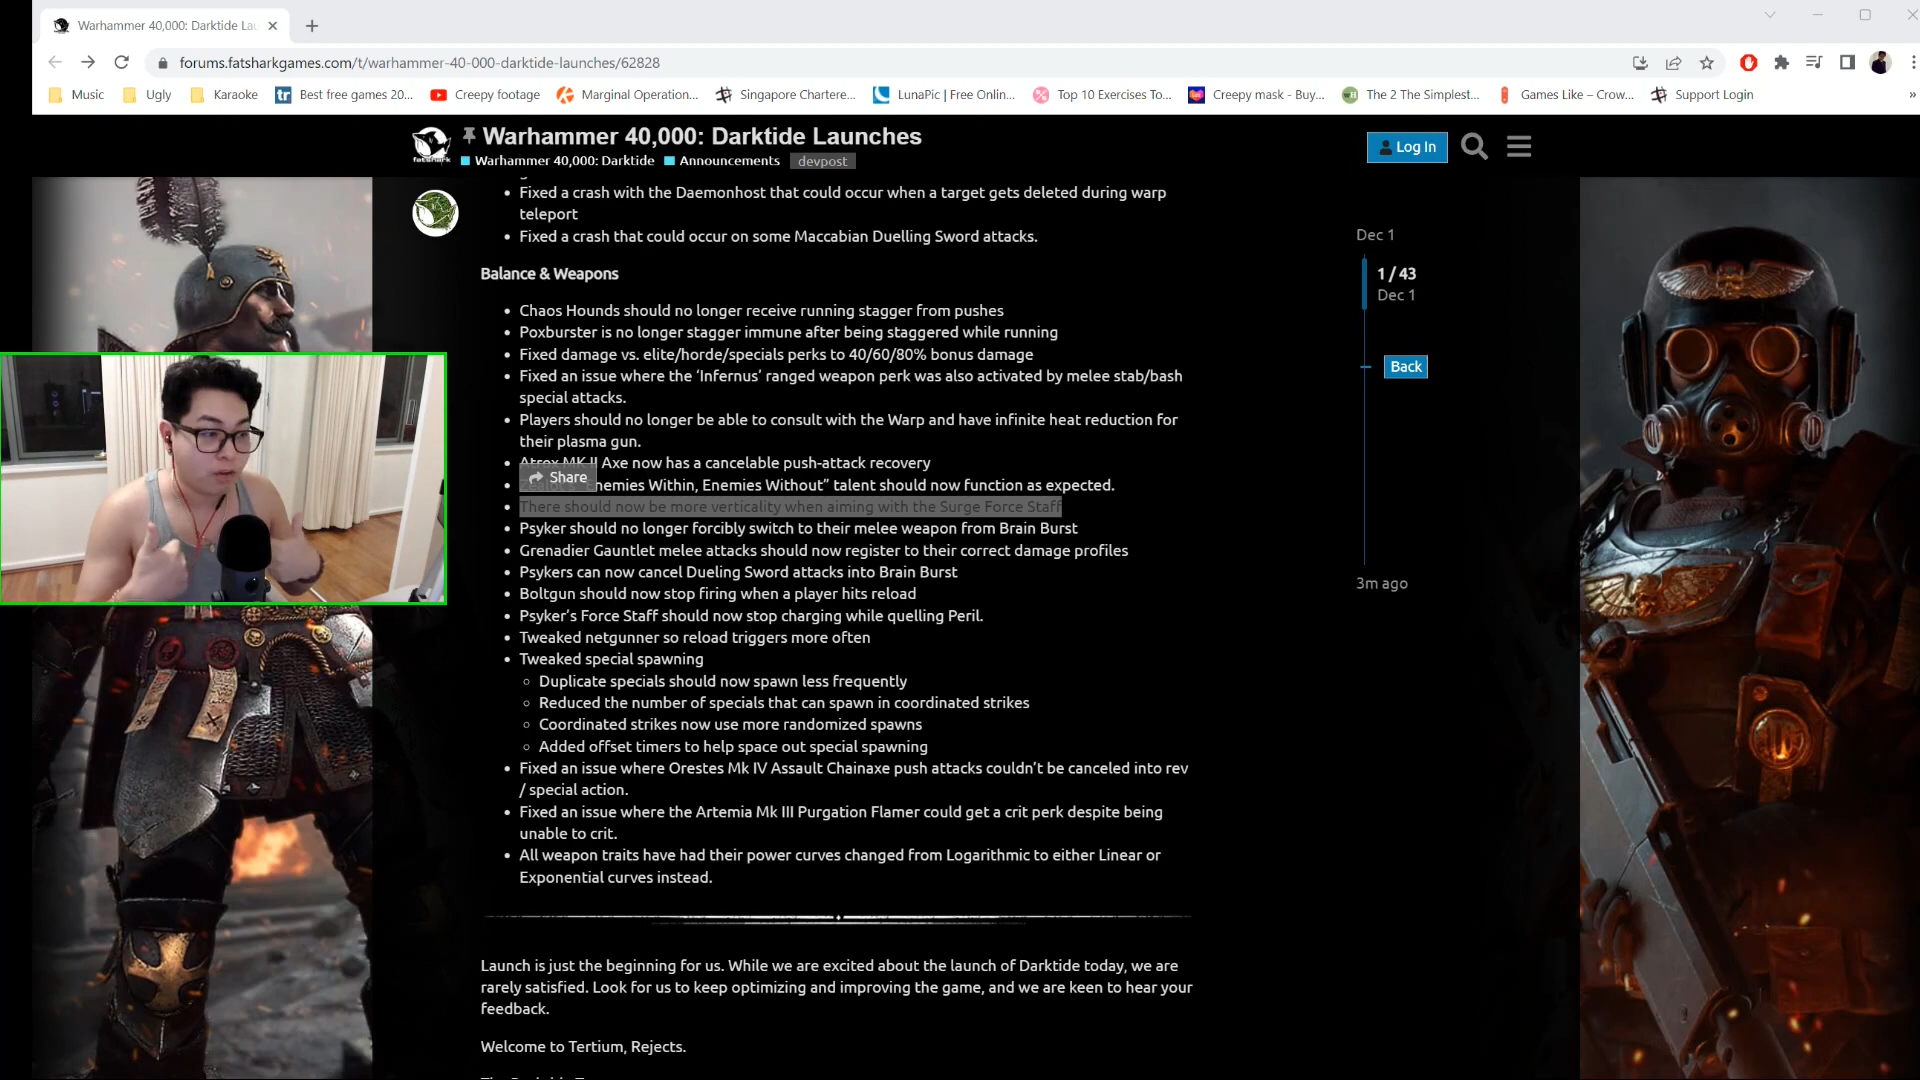 Warhammer 40,000: Darktide Lau
forums.fatsharkgames.com/t/warhammer-40-000-darktide-launches/62828
Music Ugly Karaoke tr Best free games 20... Creepy footage Marginal Operation... Singapore Chartere... LunaPic | Free Onlin... Top 10 Exercises To... Creepy mask - Buy... The 2 The Simplest... Games Like – Crow... Support Login »
Warhammer 40,000: Darktide Launches
Warhammer 40,000: Darktide Announcements devpost
fatshark
Log In
• Fixed a crash with the Daemonhost that could occur when a target gets deleted during warp
teleport
• Fixed a crash that could occur on some Maccabian Duelling Sword attacks.
Balance & Weapons
• Chaos Hounds should no longer receive running stagger from pushes
• Poxburster is no longer stagger immune after being staggered while running
• Fixed damage vs. elite/horde/specials perks to 40/60/80% bonus damage
• Fixed an issue where the ‘Infernus’ ranged weapon perk was also activated by melee stab/bash
special attacks.
• Players should no longer be able to consult with the Warp and have infinite heat reduction for
their plasma gun.
• Atrox MK II Axe now has a cancelable push-attack recovery
Share
• Enemies Within, Enemies Without” talent should now function as expected.
• There should now be more verticality when aiming with the Surge Force Staff
• Psyker should no longer forcibly switch to their melee weapon from Brain Burst
• Grenadier Gauntlet melee attacks should now register to their correct damage profiles
• Psykers can now cancel Dueling Sword attacks into Brain Burst
• Boltgun should now stop firing when a player hits reload
• Psyker’s Force Staff should now stop charging while quelling Peril.
• Tweaked netgunner so reload triggers more often
• Tweaked special spawning
◦ Duplicate specials should now spawn less frequently
◦ Reduced the number of specials that can spawn in coordinated strikes
◦ Coordinated strikes now use more randomized spawns
◦ Added offset timers to help space out special spawning
• Fixed an issue where Orestes Mk IV Assault Chainaxe push attacks couldn’t be canceled into rev
/ special action.
• Fixed an issue where the Artemia Mk III Purgation Flamer could get a crit perk despite being
unable to crit.
• All weapon traits have had their power curves changed from Logarithmic to either Linear or
Exponential curves instead.
Launch is just the beginning for us. While we are excited about the launch of Darktide today, we are
rarely satisfied. Look for us to keep optimizing and improving the game, and we are keen to hear your
feedback.
Welcome to Tertium, Rejects.
Dec 1
1 / 43
Dec 1
Back
3m ago